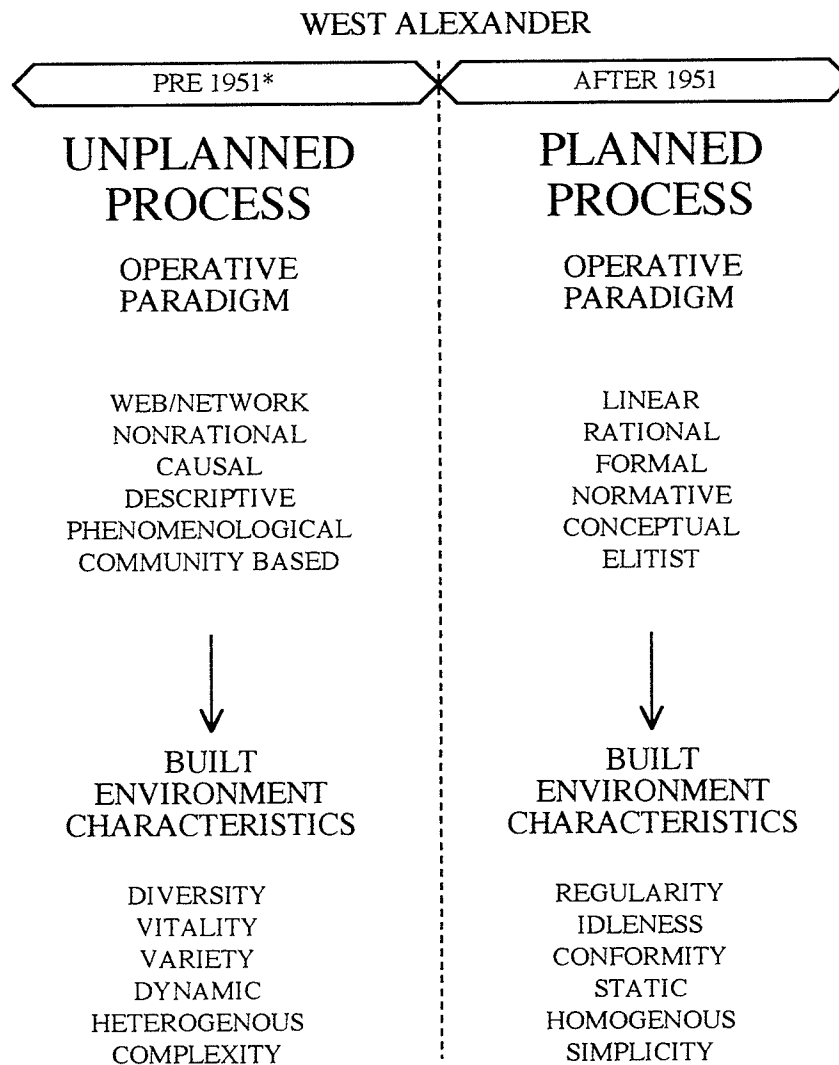 WEST ALEXANDER
PRE 1951*
UNPLANNED
PROCESS
OPERATIVE
PARADIGM
WEB/NETWORK
NONRATIONAL
CAUSAL
DESCRIPTIVE
PHENOMENOLOGICAL
COMMUNITY BASED
BUILT
ENVIRONMENT
CHARACTERISTICS
DIVERSITY
VITALITY
VARIETY
DYNAMIC
HETEROGENOUS
COMPLEXITY
AFTER 1951
PLANNED
PROCESS
OPERATIVE
PARADIGM
LINEAR
RATIONAL
FORMAL
NORMATIVE
CONCEPTUAL
ELITIST
BUILT
ENVIRONMENT
CHARACTERISTICS
REGULARITY
IDLENESS
CONFORMITY
STATIC
HOMOGENOUS
SIMPLICITY